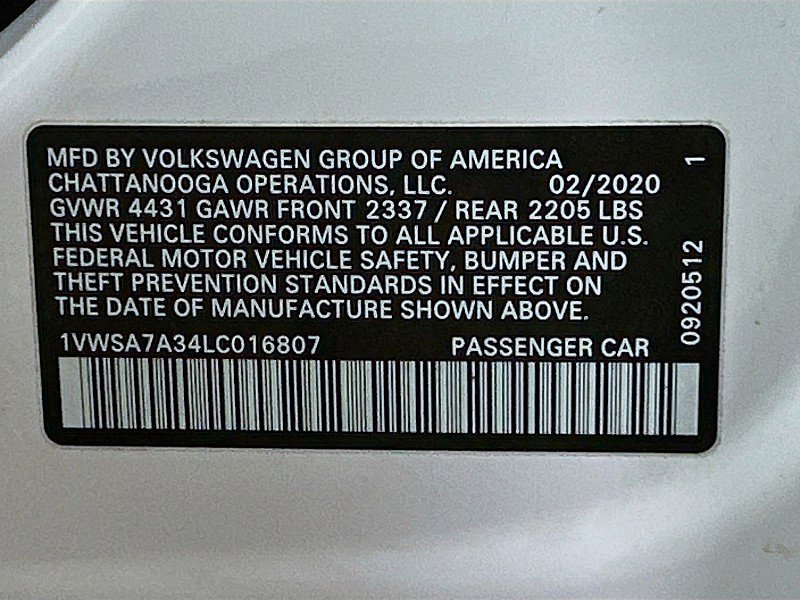 MFD BY VOLKSWAGEN GROUP OF AMERICA
CHATTANOOGA OPERATIONS, LLC. 02/2020
GVWR 4431 GAWR FRONT 2337 / REAR 2205 LBS
THIS VEHICLE CONFORMS TO ALL APPLICABLE U.S.
FEDERAL MOTOR VEHICLE SAFETY, BUMPER AND
THEFT PREVENTION STANDARDS IN EFFECT ON
THE DATE OF MANUFACTURE SHOWN ABOVE.
1VWSA7A34LC016807 PASSENGER CAR
0920512 1